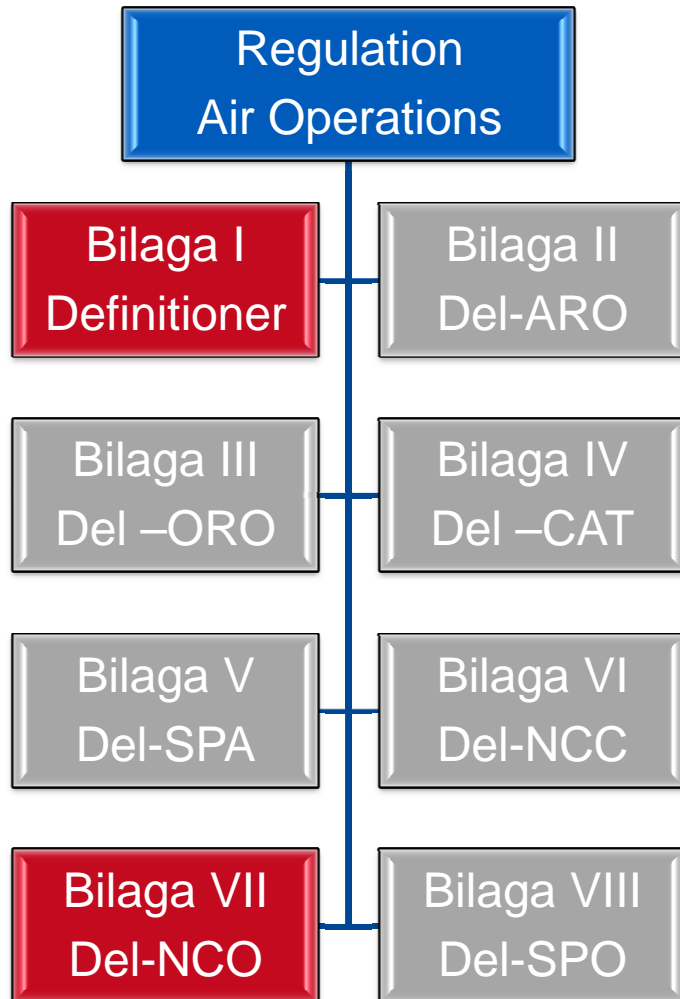 Regulation
Air Operations
Bilaga I
Definitioner
Bilaga II
Del-ARO
Bilaga III
Del –ORO
Bilaga IV
Del –CAT
Bilaga V
Del-SPA
Bilaga VI
Del-NCC
Bilaga VII
Del-NCO
Bilaga VIII
Del-SPO